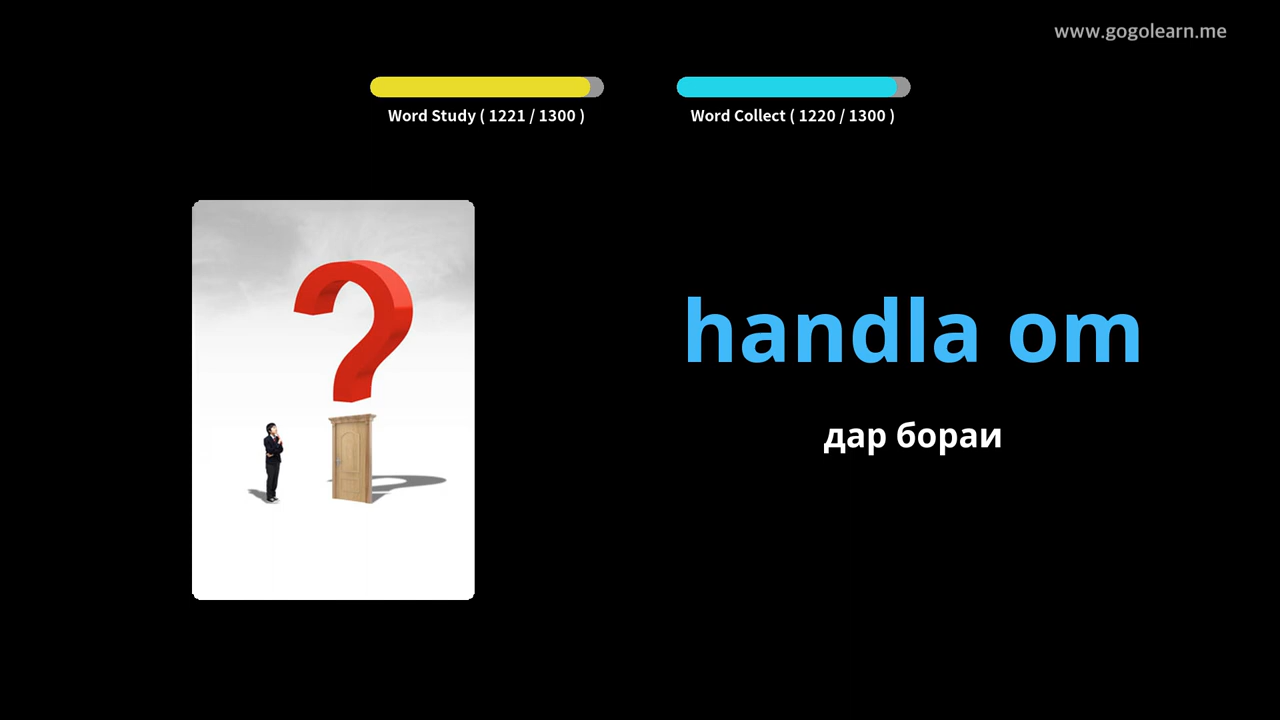 www.gogolearn.me
Word Study ( 1221 / 1300 )
Word Collect ( 1220 / 1300 )
handla om
дар бораи